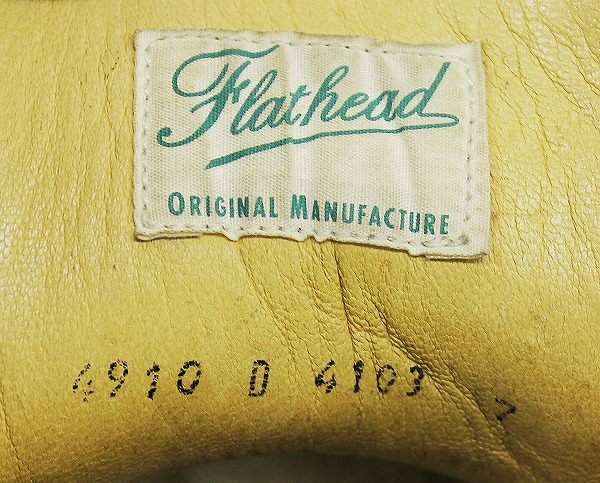 Flathead
ORIGINAL MANUFACTURE
4910 D 4103 >